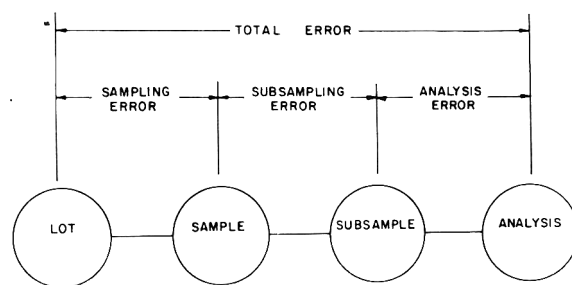 TOTAL ERROR
SAMPLING ERROR
SUBSAMPLING ERROR
ANALYSIS ERROR
LOT
SAMPLE
SUBSAMPLE
ANALYSIS